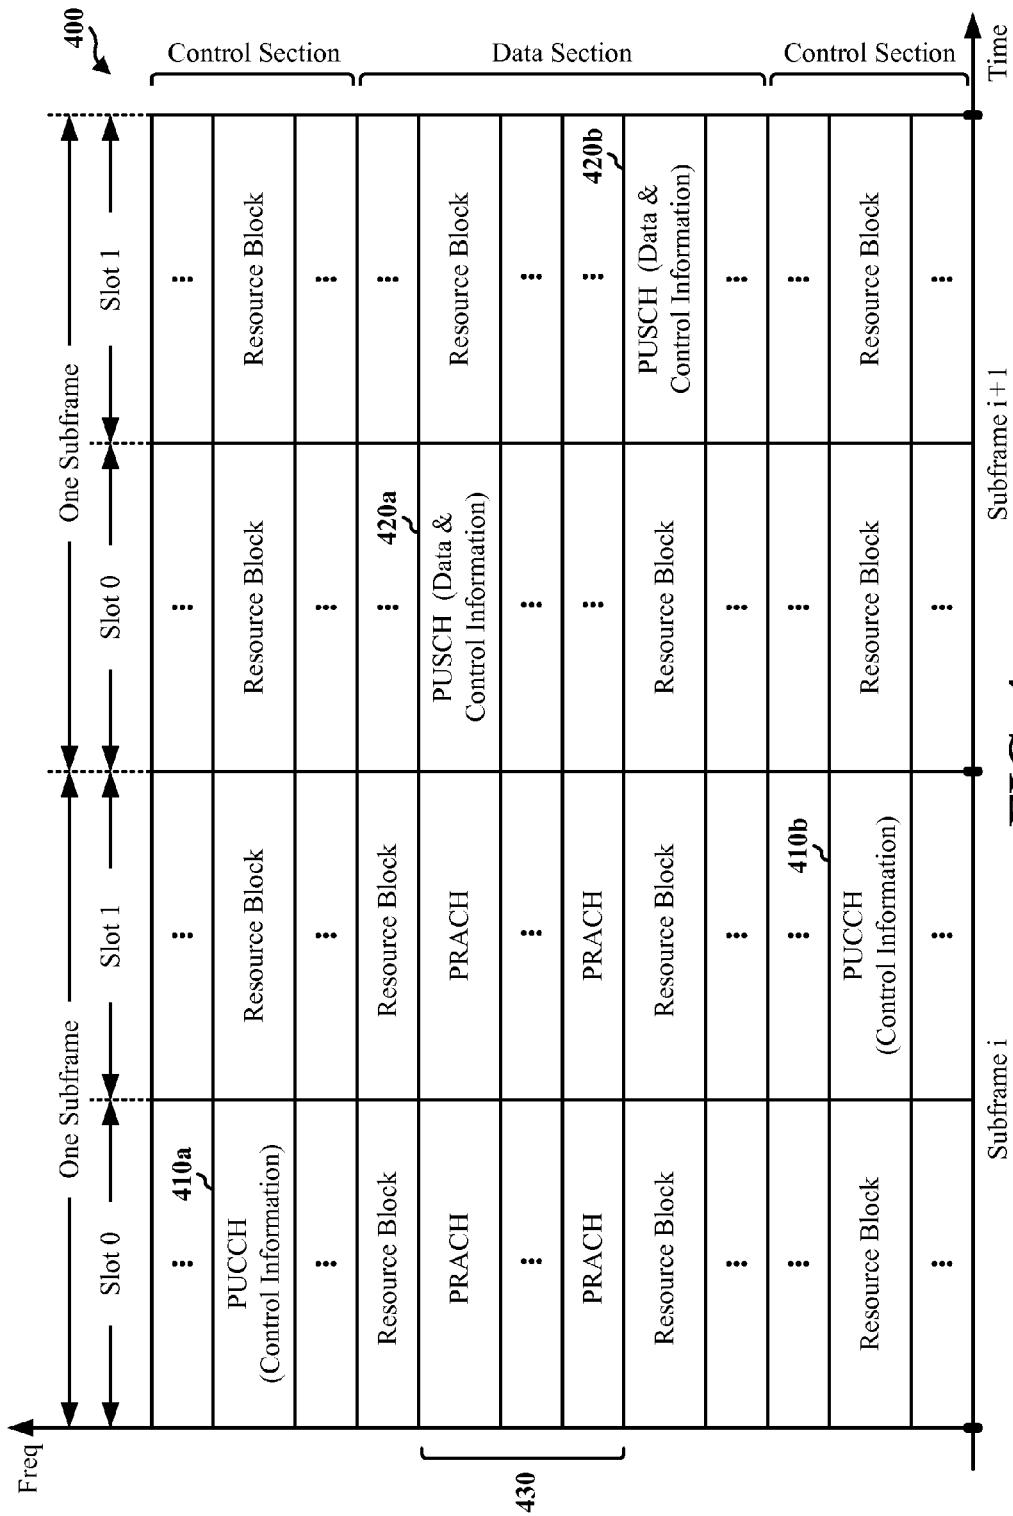 400
Freq
One Subframe
One Subframe
Slot 0
Slot 1
Slot 0
Slot 1
...
...
...
...
410a
PUCCH
(Control Information)
Resource Block
Resource Block
Resource Block
...
...
...
...
Control Section
Resource Block
Resource Block
...
...
420a
PRACH
PRACH
PUSCH (Data &
Control Information)
Resource Block
430
...
...
...
...
Data Section
PRACH
PRACH
...
...
420b
Resource Block
Resource Block
Resource Block
PUSCH (Data &
Control Information)
...
...
...
...
...
...
...
...
410b
Resource Block
PUCCH
(Control Information)
Resource Block
Resource Block
Control Section
...
...
...
...
Subframe i
Subframe i + 1
Time